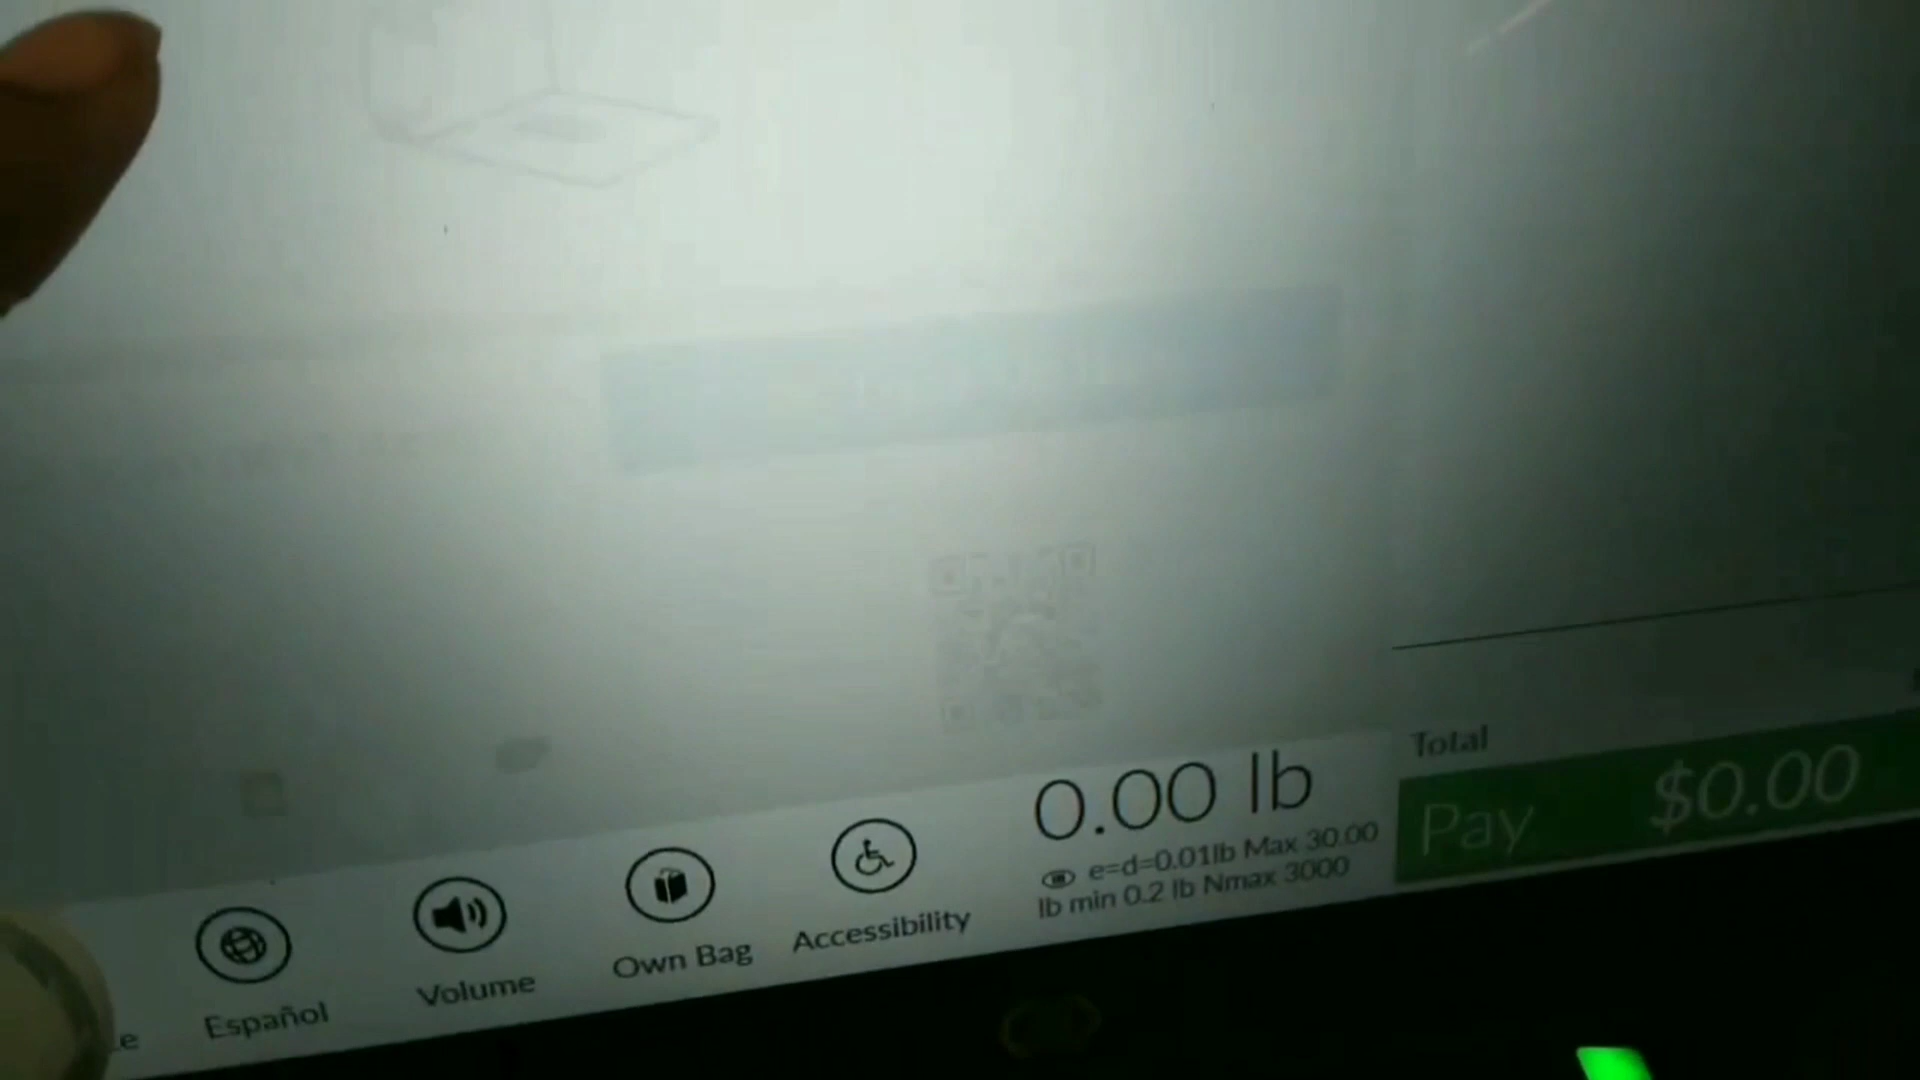 Total
Pay $0.00
0.00 lb
e=d=0.01lb Max 30.00
lb min 0.2 lb Nmax 3000
Accessibility
Own Bag
Volume
Español